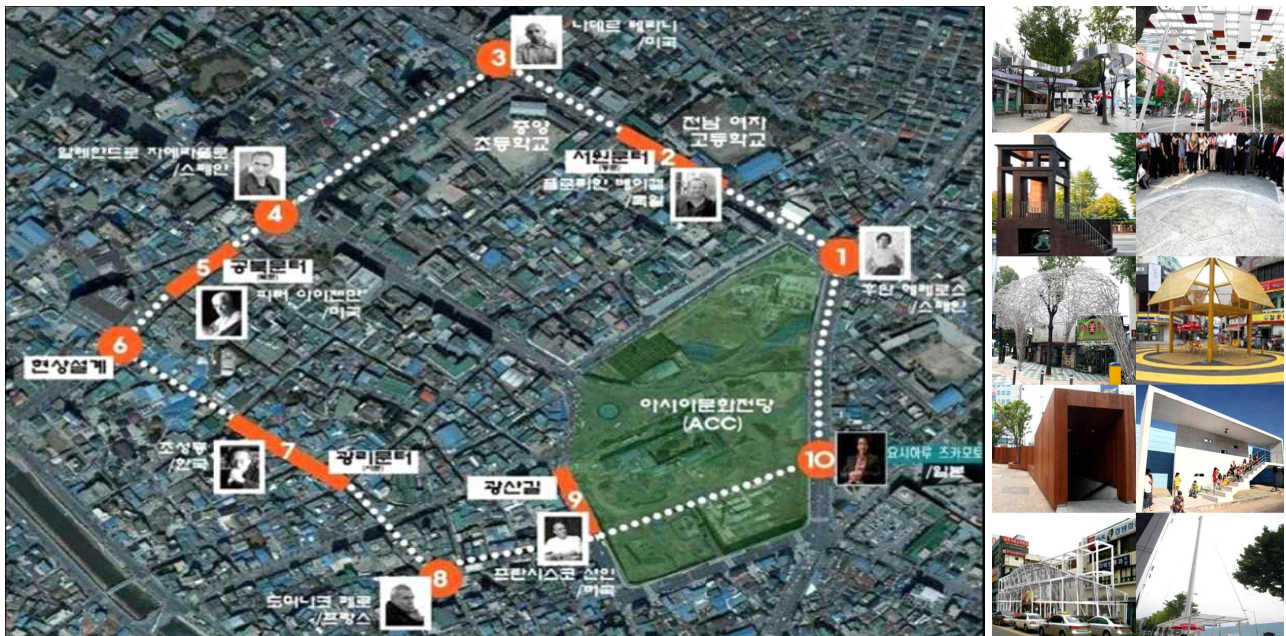 나데르 테라니
/미국
3
중앙
초등학교
전남 여자
고등학교
서원문터
2
플로리안 베이겔
/독일
알레한드로 자에라폴로
/스페인
4
1
후안 헤레로스
/스페인
5
공북문터
피터 아이젠만
/미국
6
현상설계
아시아문화전당
(ACC)
조성룡
/한국
7
광리문터
10
요시하루 츠카모토
/일본
광산길
9
프란시스코 산인
/미국
8
도미니크 페로
/프랑스